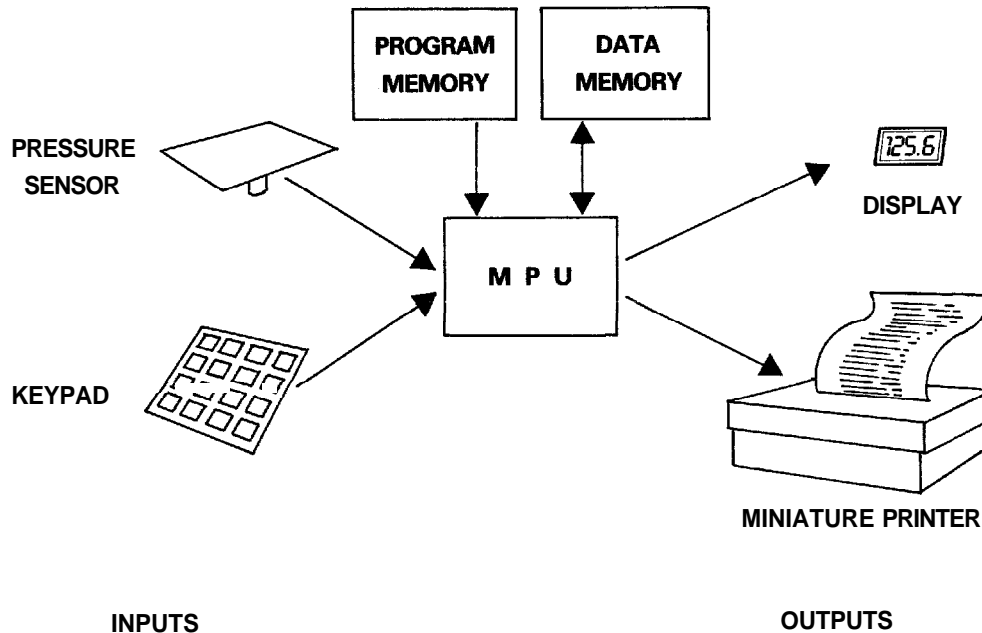 PROGRAM
MEMORY
DATA
MEMORY
PRESSURE
SENSOR
125.6
DISPLAY
M P U
KEYPAD
MINIATURE PRINTER
INPUTS
OUTPUTS